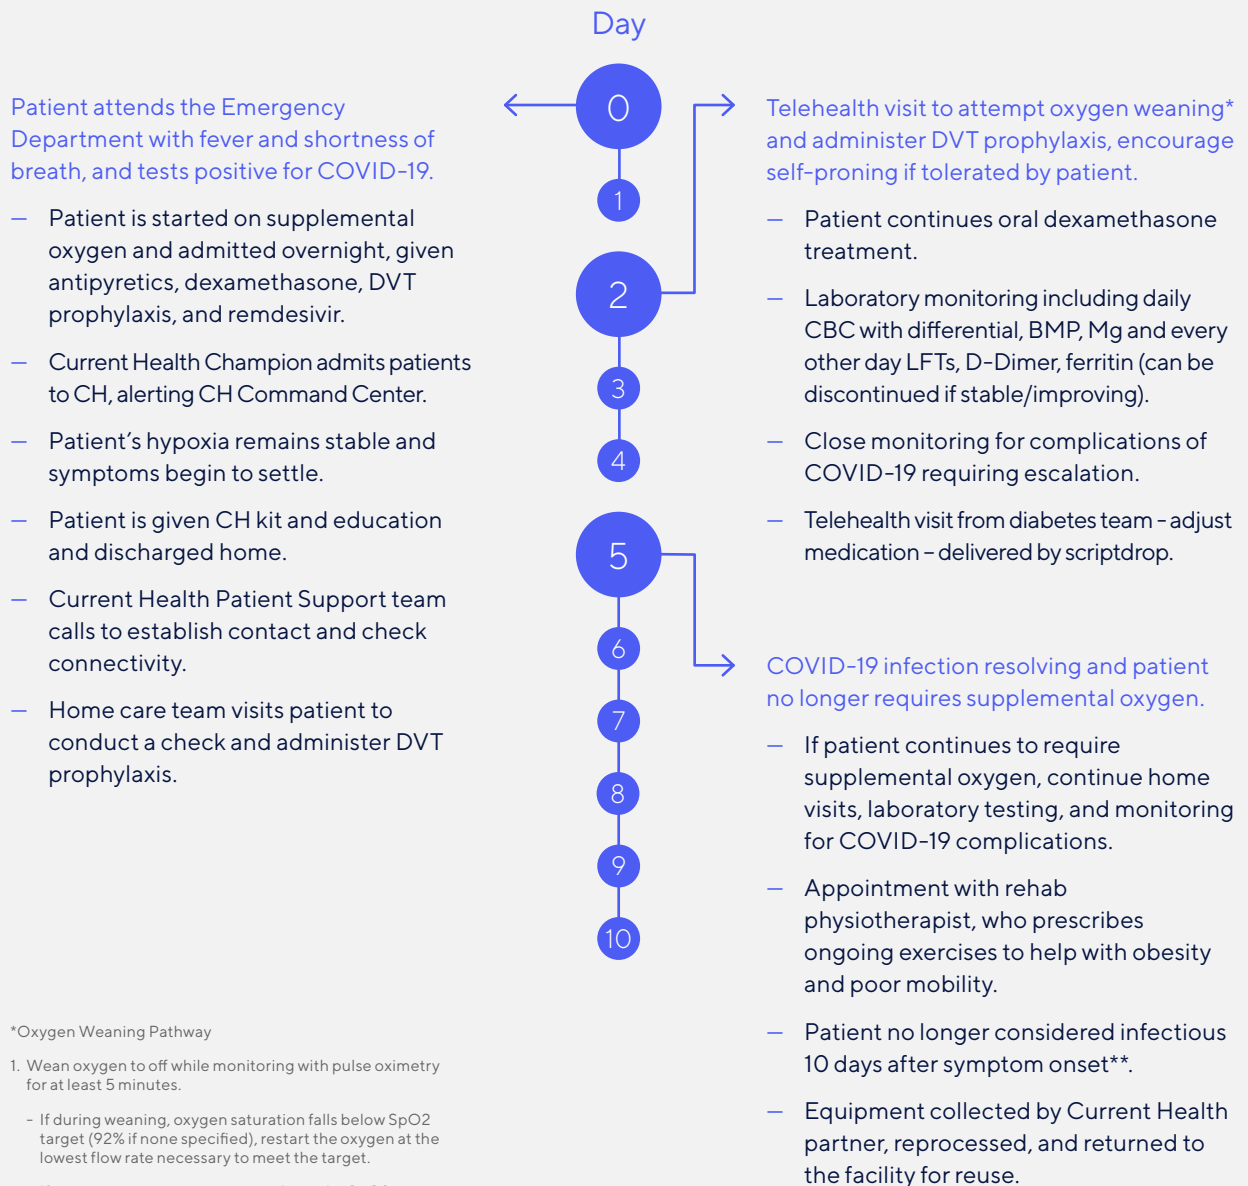 Day
0
1
2
3
4
5
6
7
8
9
10
Patient attends the Emergency
Department with fever and shortness of
breath, and tests positive for COVID-19.
— Patient is started on supplemental
oxygen and admitted overnight, given
antipyretics, dexamethasone, DVT
prophylaxis, and remdesivir.
— Current Health Champion admits patients
to CH, alerting CH Command Center.
— Patient's hypoxia remains stable and
symptoms begin to settle.
— Patient is given CH kit and education
and discharged home.
— Current Health Patient Support team
calls to establish contact and check
connectivity.
— Home care team visits patient to
conduct a check and administer DVT
prophylaxis.
Telehealth visit to attempt oxygen weaning*
and administer DVT prophylaxis, encourage
self-proning if tolerated by patient.
— Patient continues oral dexamethasone
treatment.
— Laboratory monitoring including daily
CBC with differential, BMP, Mg and every
other day LFTs, D-Dimer, ferritin (can be
discontinued if stable/improving).
— Close monitoring for complications of
COVID-19 requiring escalation.
— Telehealth visit from diabetes team - adjust
medication – delivered by scriptdrop.
COVID-19 infection resolving and patient
no longer requires supplemental oxygen.
— If patient continues to require
supplemental oxygen, continue home
visits, laboratory testing, and monitoring
for COVID-19 complications.
— Appointment with rehab
physiotherapist, who prescribes
ongoing exercises to help with obesity
and poor mobility.
— Patient no longer considered infectious
10 days after symptom onset**.
— Equipment collected by Current Health
partner, reprocessed, and returned to
the facility for reuse.
*Oxygen Weaning Pathway
1. Wean oxygen to off while monitoring with pulse oximetry
for at least 5 minutes.
- If during weaning, oxygen saturation falls below SpO2
target (92% if none specified), restart the oxygen at the
lowest flow rate necessary to meet the target.